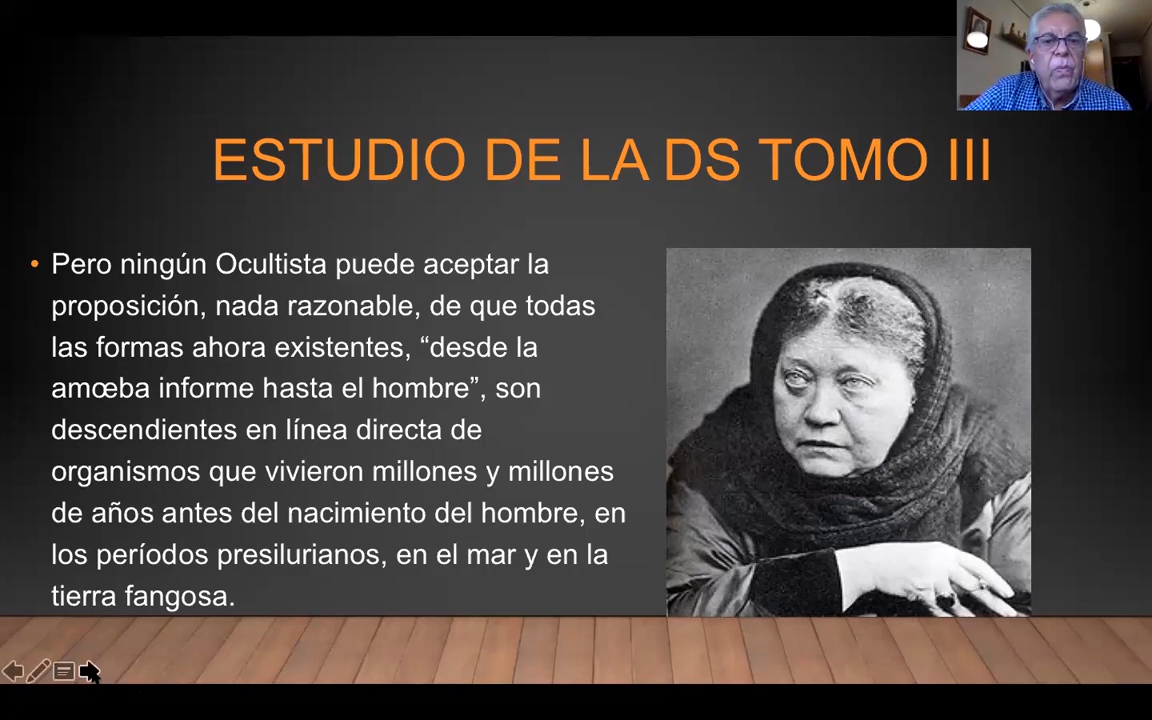 ESTUDIO DE LA DS TOMO III
• Pero ningún Ocultista puede aceptar la
proposición, nada razonable, de que todas
las formas ahora existentes, “desde la
amœba informe hasta el hombre”, son
descendientes en línea directa de
organismos que vivieron millones y millones
de años antes del nacimiento del hombre, en
los períodos presilurianos, en el mar y en la
tierra fangosa.